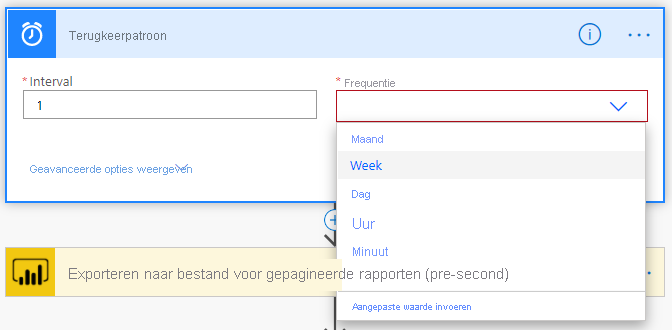 Terugkeerpatroon
* Interval
* Frequentie
1
Maand
Geavanceerde opties weergeven
Week
Dag
Uur
Minuut
Exporteren naar bestand voor gepagineerde rapporten (pre-second)
Aangepaste waarde invoeren